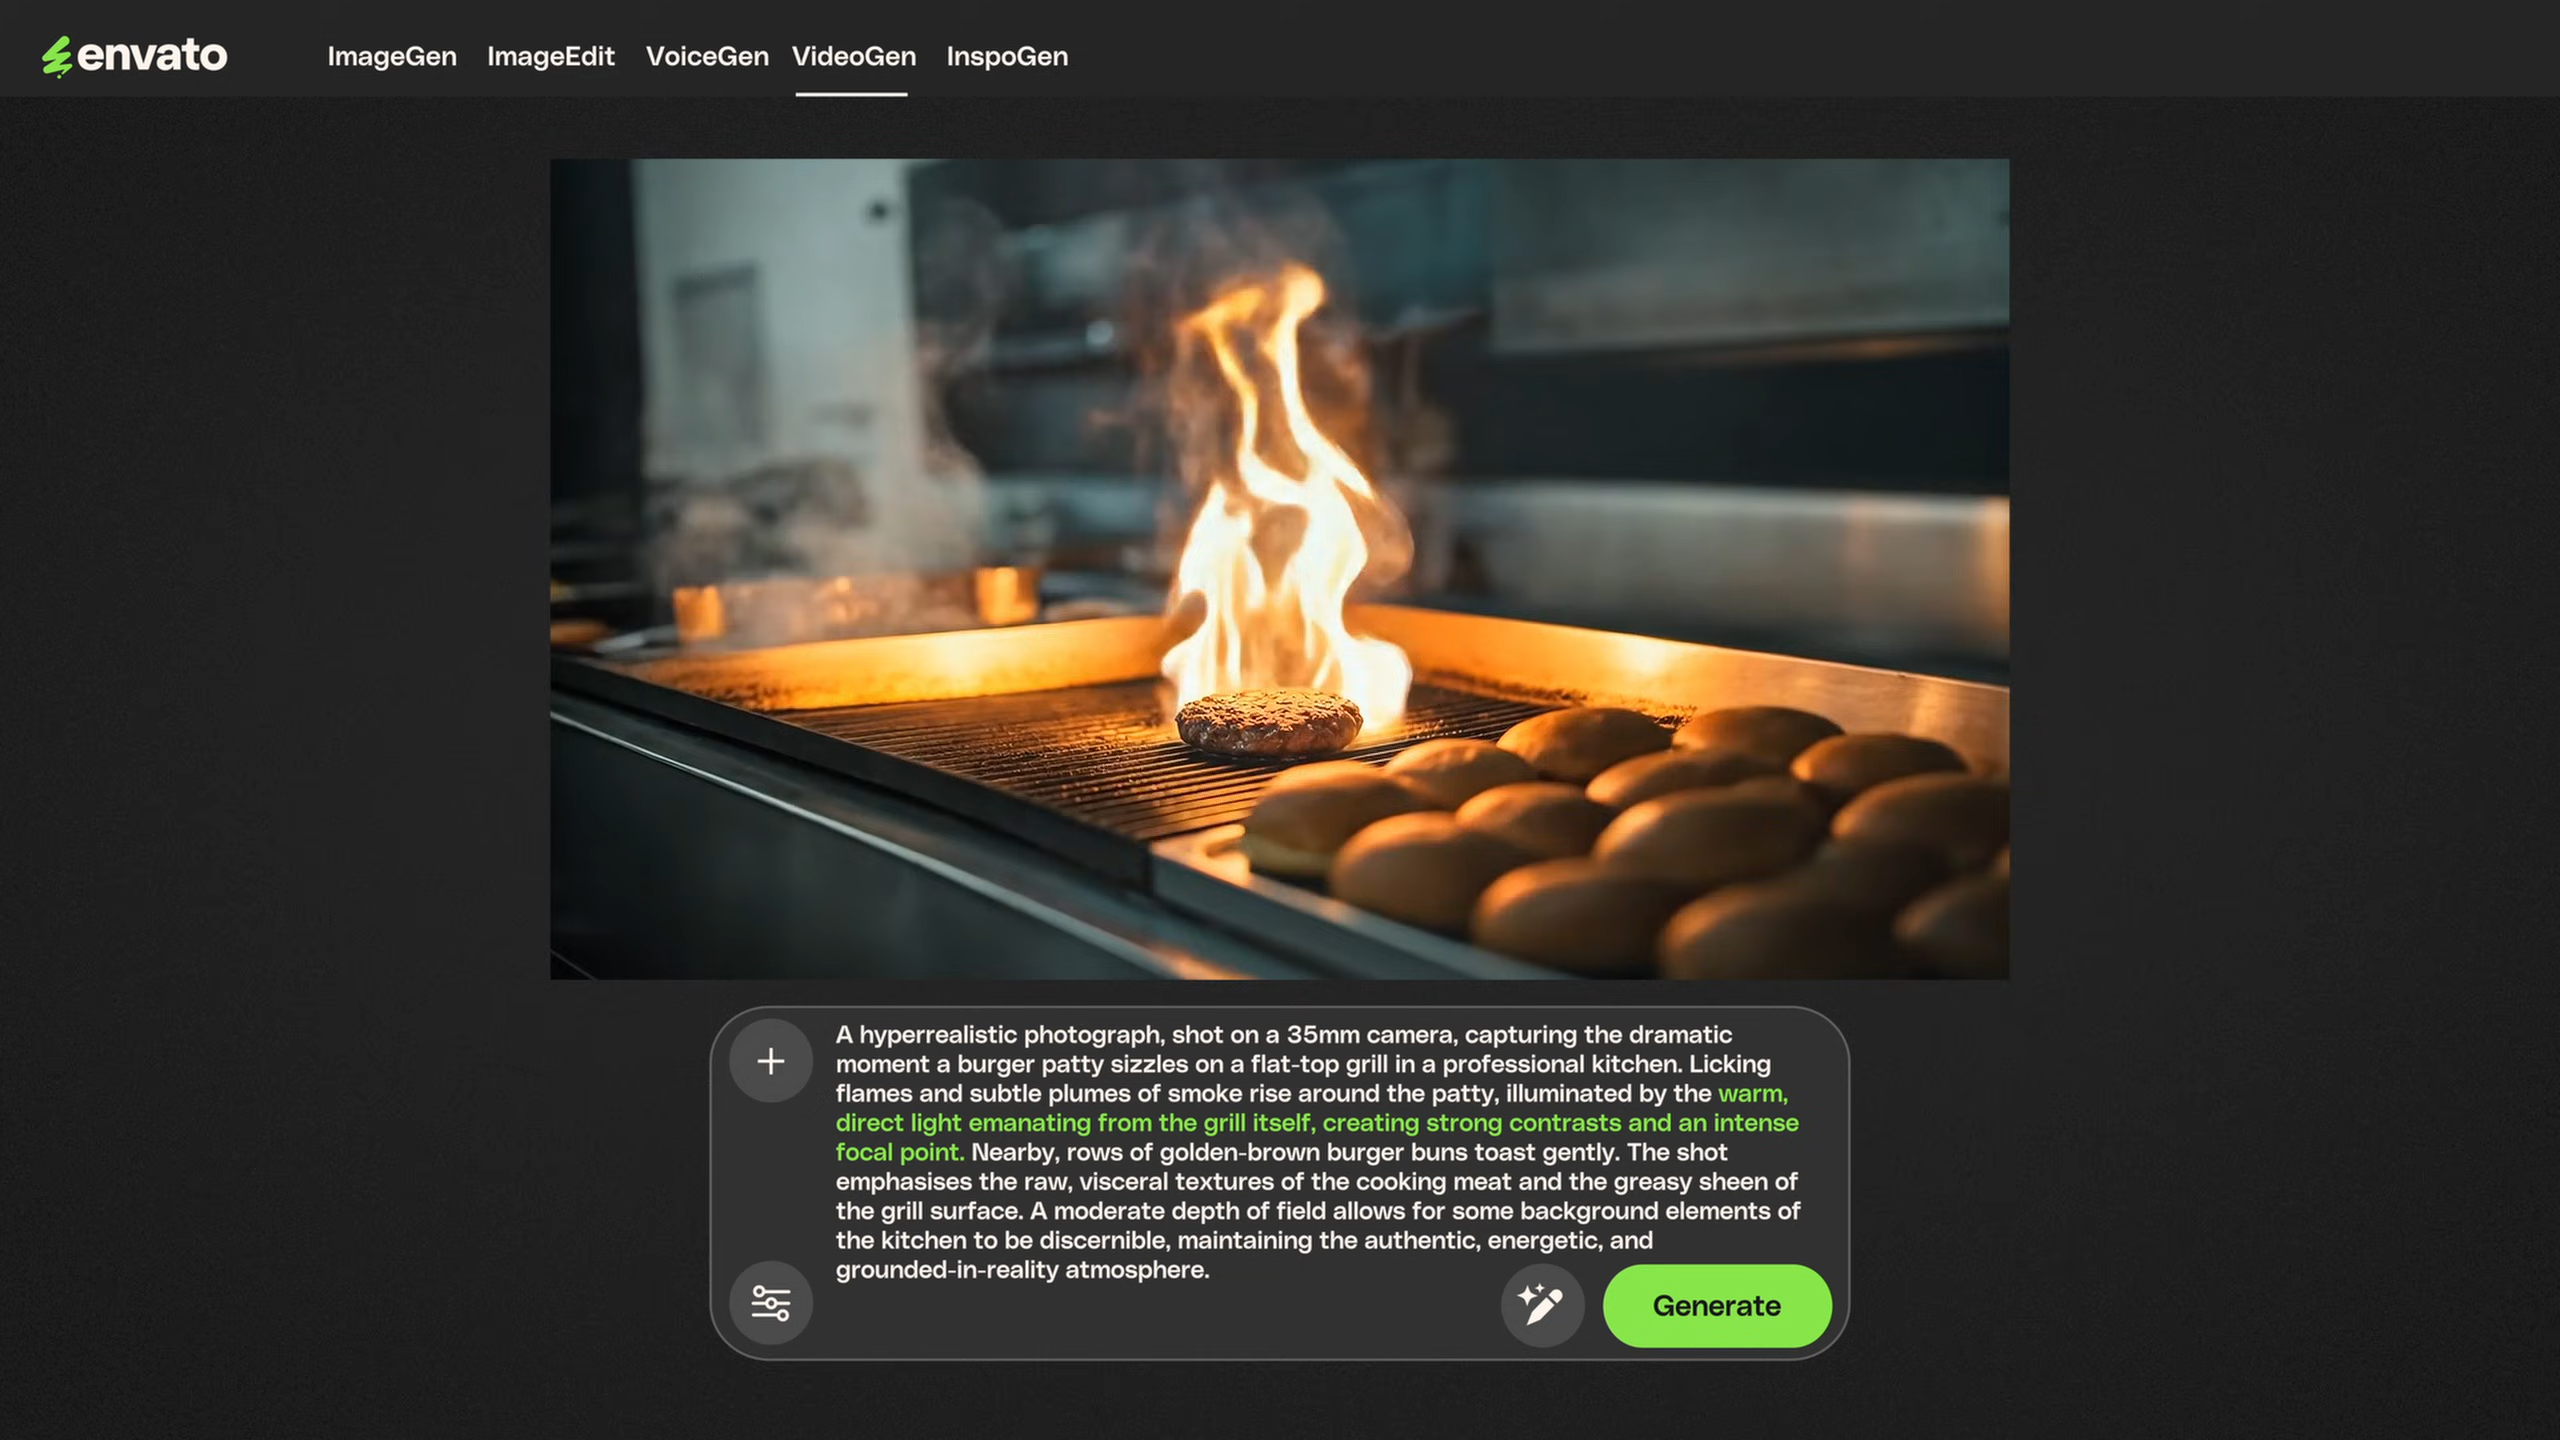 envato
ImageGen
ImageEdit
VoiceGen
VideoGen
InspoGen
A hyperrealistic photograph, shot on a 35mm camera, capturing the dramatic
moment a burger patty sizzles on a flat-top grill in a professional kitchen. Licking
flames and subtle plumes of smoke rise around the patty, illuminated by the warm,
direct light emanating from the grill itself, creating strong contrasts and an intense
focal point. Nearby, rows of golden-brown burger buns toast gently. The shot
emphasises the raw, visceral textures of the cooking meat and the greasy sheen of
the grill surface. A moderate depth of field allows for some background elements of
the kitchen to be discernible, maintaining the authentic, energetic, and
grounded-in-reality atmosphere.
Generate